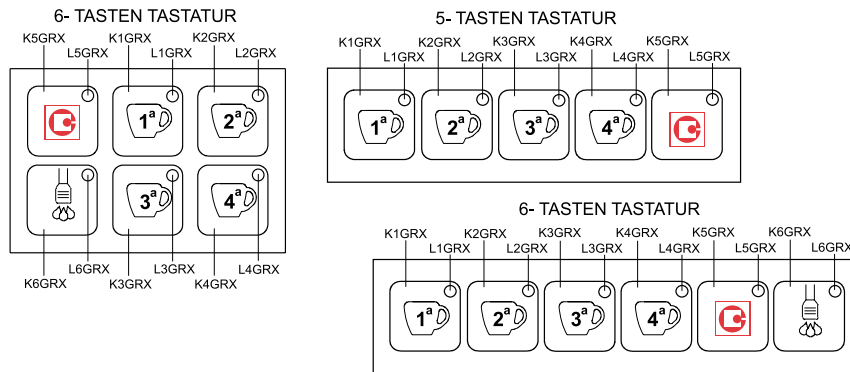 6- TASTEN TASTATUR
K5GRX K1GRX K2GRX
L5GRX L1GRX L2GRX
1a 2a
3a 4a
L6GRX L3GRX L4GRX
K6GRX K3GRX K4GRX
5- TASTEN TASTATUR
K1GRX K2GRX K3GRX K4GRX K5GRX
L1GRX L2GRX L3GRX L4GRX L5GRX
1a 2a 3a 4a
6- TASTEN TASTATUR
K1GRX K2GRX K3GRX K4GRX K5GRX K6GRX
L1GRX L2GRX L3GRX L4GRX L5GRX L6GRX
1a 2a 3a 4a